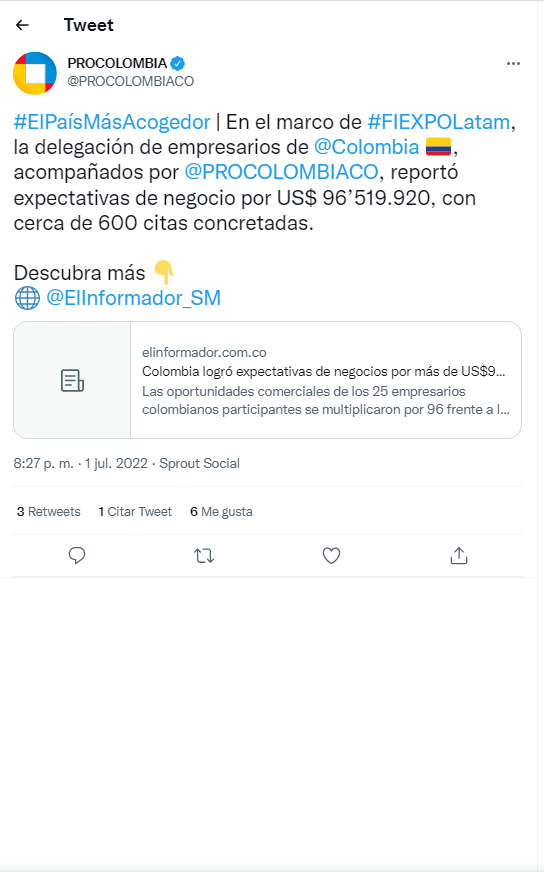 Tweet
PROCOLOMBIA
@PROCOLOMBIACO
#ElPaísMásAcogedor | En el marco de #FIEXPOLatam,
la delegación de empresarios de @Colombia 🇨🇴,
acompañados por @PROCOLOMBIACO, reportó
expectativas de negocio por US$ 96’519.920, con
cerca de 600 citas concretadas.
Descubra más 👇
🌐 @ElInformador_SM
elinformador.com.co
Colombia logró expectativas de negocios por más de US$9...
Las oportunidades comerciales de los 25 empresarios
colombianos participantes se multiplicaron por 96 frente a l...
8:27 p. m. · 1 jul. 2022 · Sprout Social
3 Retweets 1 Citar Tweet 6 Me gusta